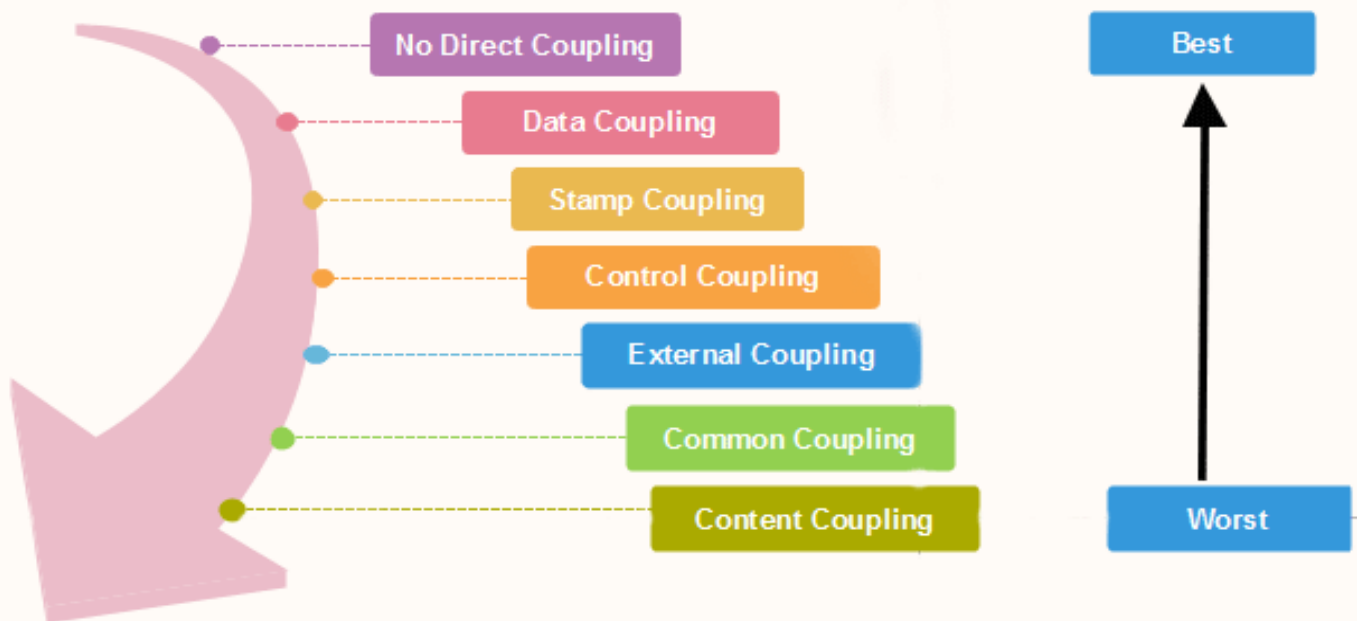 No Direct Coupling
Best
Data Coupling
Stamp Coupling
Control Coupling
External Coupling
Common Coupling
Content Coupling
Worst